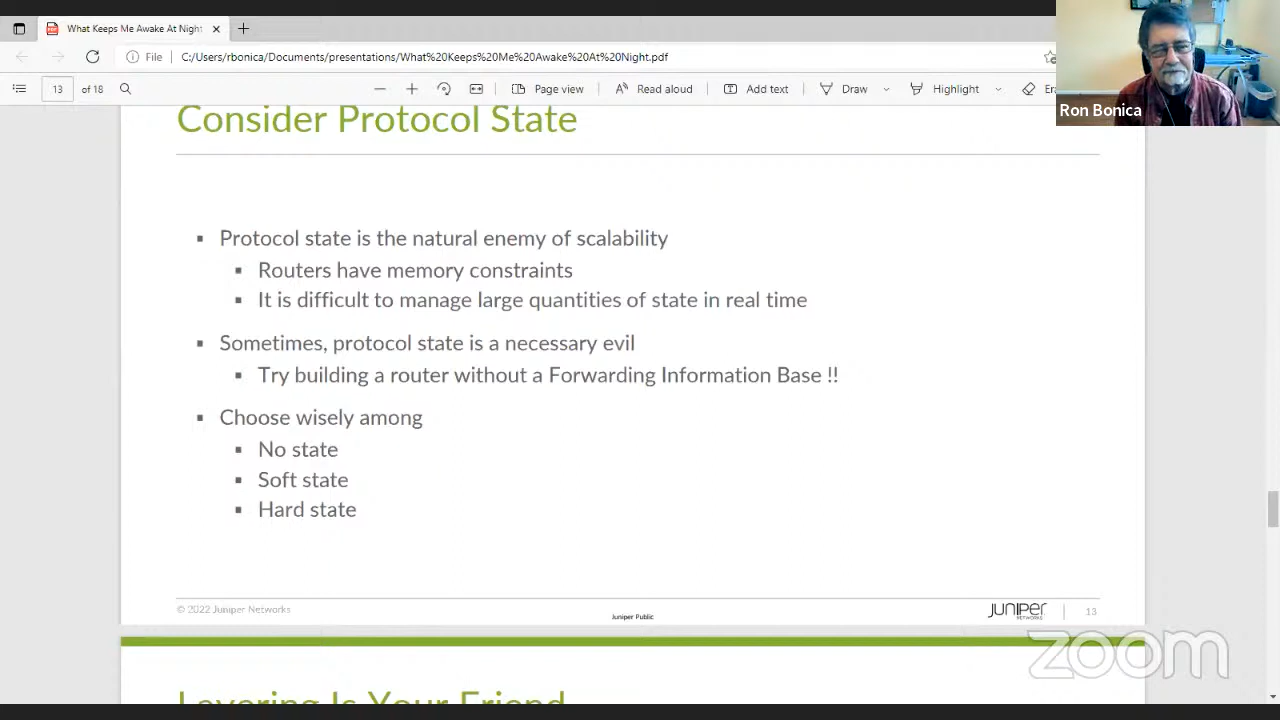 What Keeps Me Awake At Night
File
C:/Users/rbonica/Documents/presentations/What%20Keeps%20Me%20Awake%20At%20Night.pdf
13 of 18
Page view
Read aloud
Add text
Draw
Highlight
Ron Bonica
Consider Protocol State
▪ Protocol state is the natural enemy of scalability
▪ Routers have memory constraints
▪ It is difficult to manage large quantities of state in real time
▪ Sometimes, protocol state is a necessary evil
▪ Try building a router without a Forwarding Information Base !!
▪ Choose wisely among
▪ No state
▪ Soft state
▪ Hard state
© 2022 Juniper Networks
Juniper Public
JUNIPER
NETWORKS
13
zoom
Layering Is Your Friend